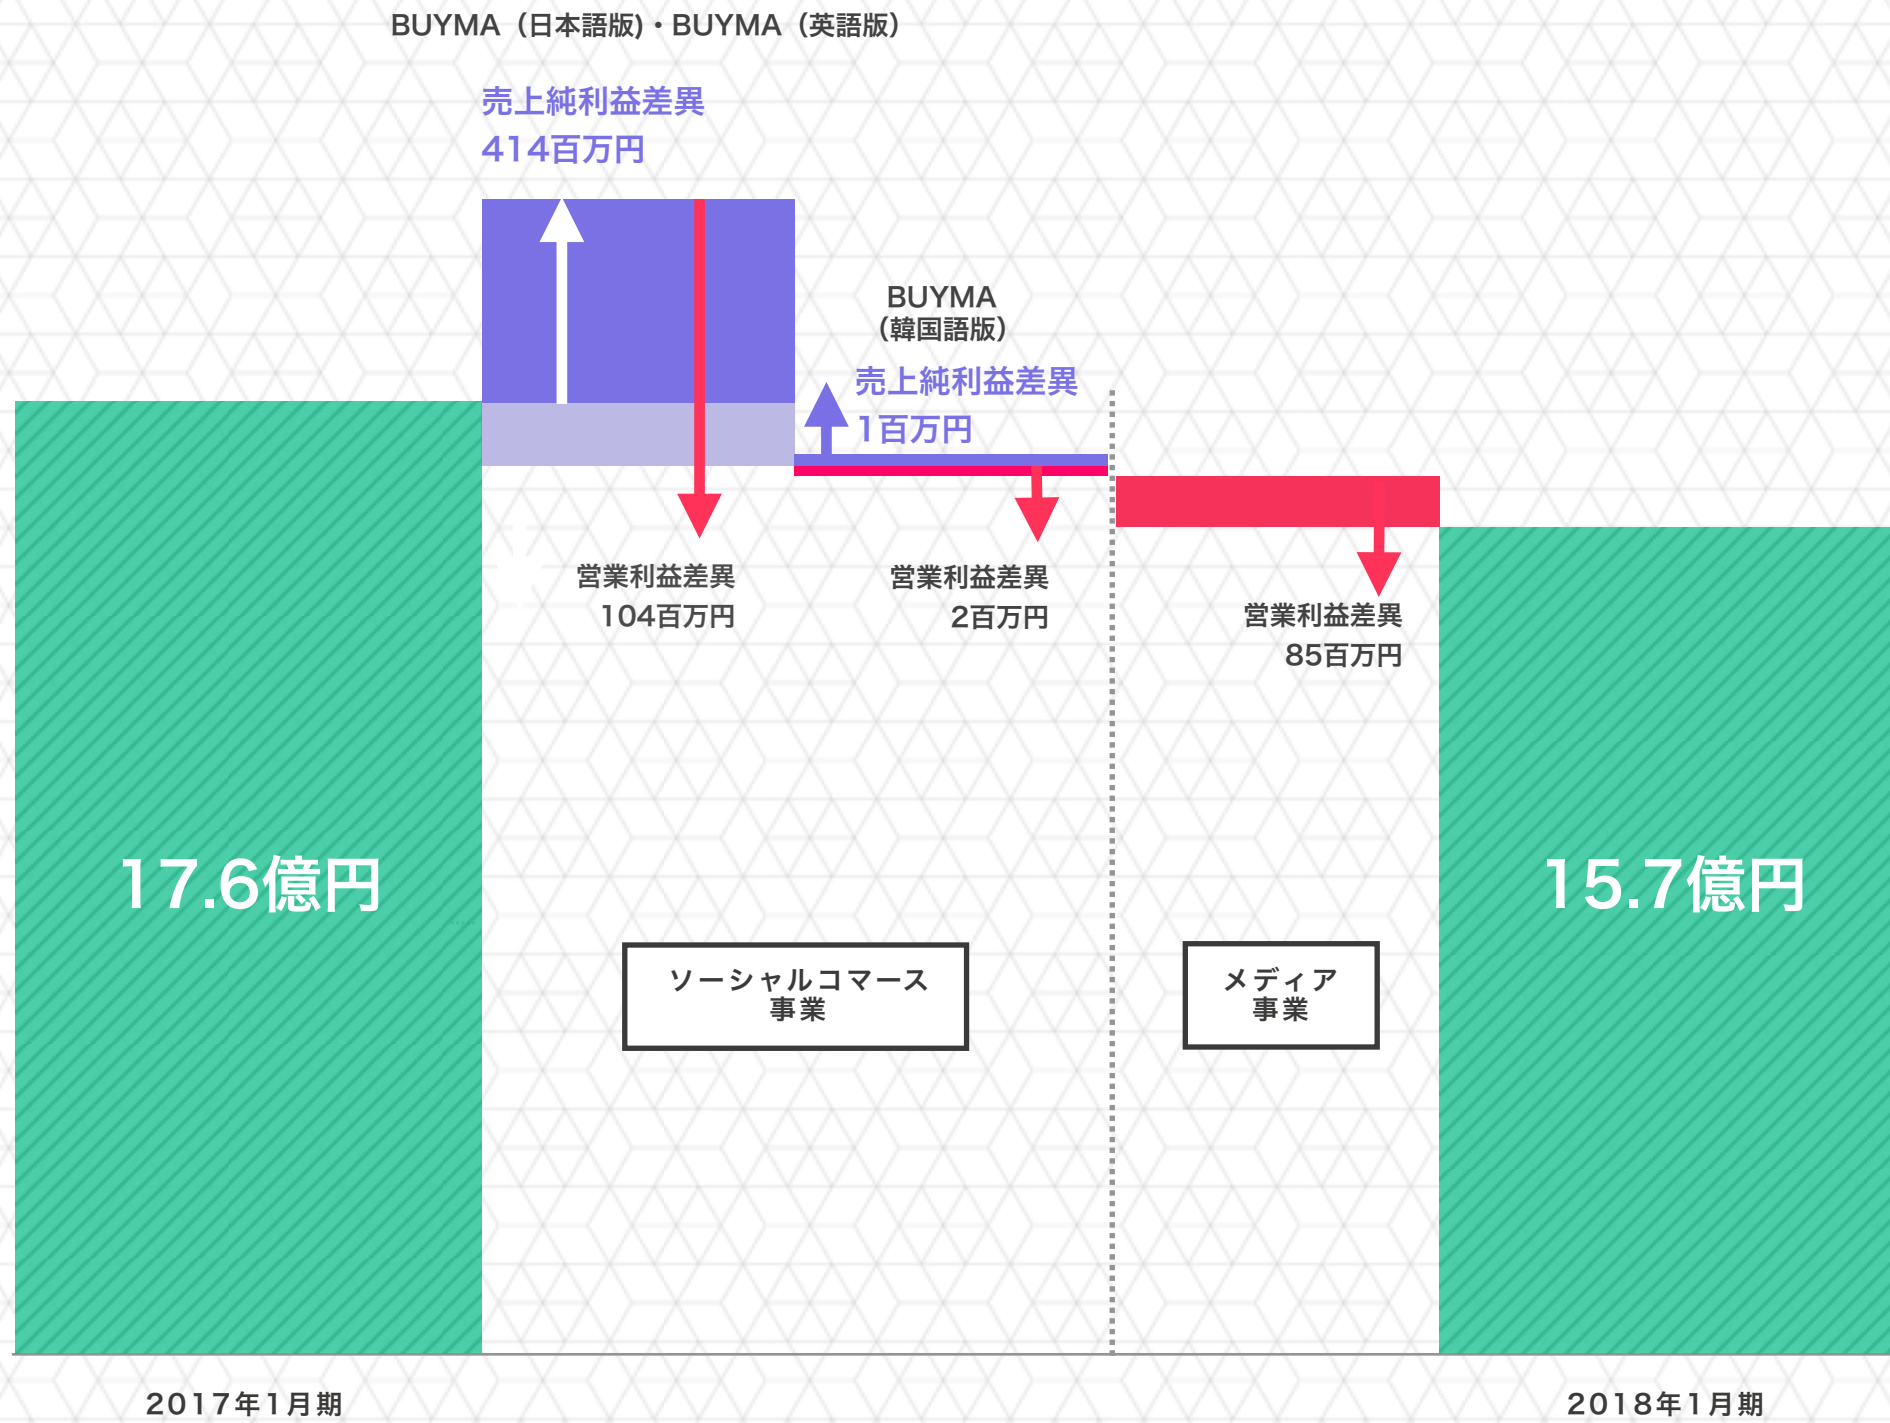 BUYMA（日本語版)・BUYMA（英語版）
売上純利益差異
414百万円
BUYMA
（韓国語版）
売上純利益差異
1百万円
営業利益差異
104百万円
営業利益差異
2百万円
営業利益差異
85百万円
17.6億円
15.7億円
ソーシャルコマース
事業
メディア
事業
2017年1月期
2018年1月期